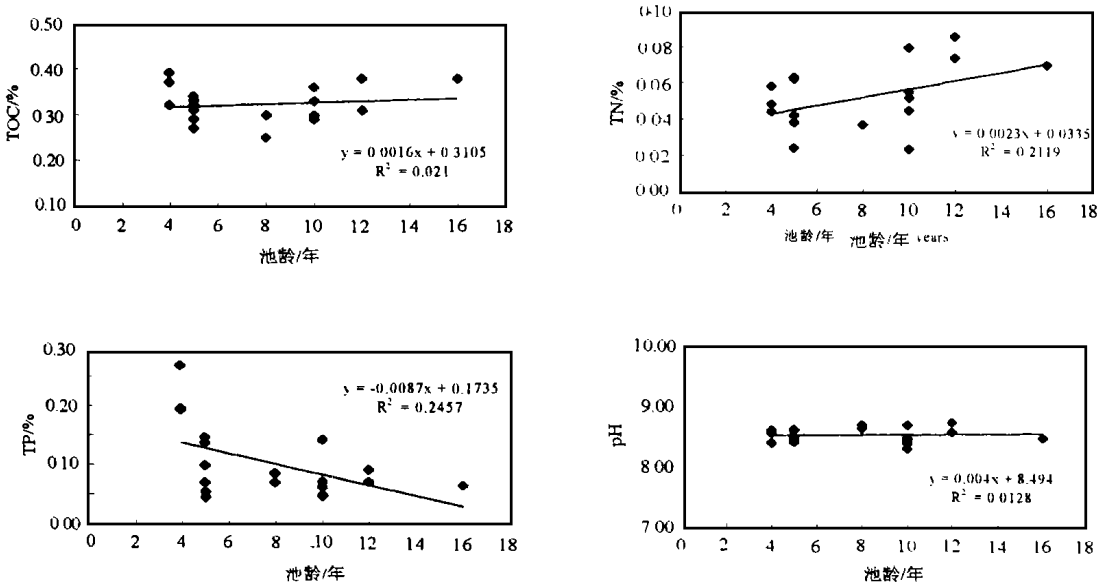 0.50
0.40
0.30
0.20
0.10
TOC/%
y = 0.0016x + 0.3105
R² = 0.021
0 2 4 6 8 10 12 14 16 18
池龄/年
0.10
0.08
0.06
0.04
0.02
0.00
TN/%
y = 0.0023x + 0.0335
R² = 0.2119
0 2 4 6 8 10 12 14 16 18
池龄/年 池龄/年 years
0.30
0.20
0.10
0.00
TP/%
y = -0.0087x + 0.1735
R² = 0.2457
0 2 4 6 8 10 12 14 16 18
池龄/年
10.00
9.00
8.00
7.00
pH
y = 0.004x + 8.494
R² = 0.0128
0 2 4 6 8 10 12 14 16 18
池龄/年